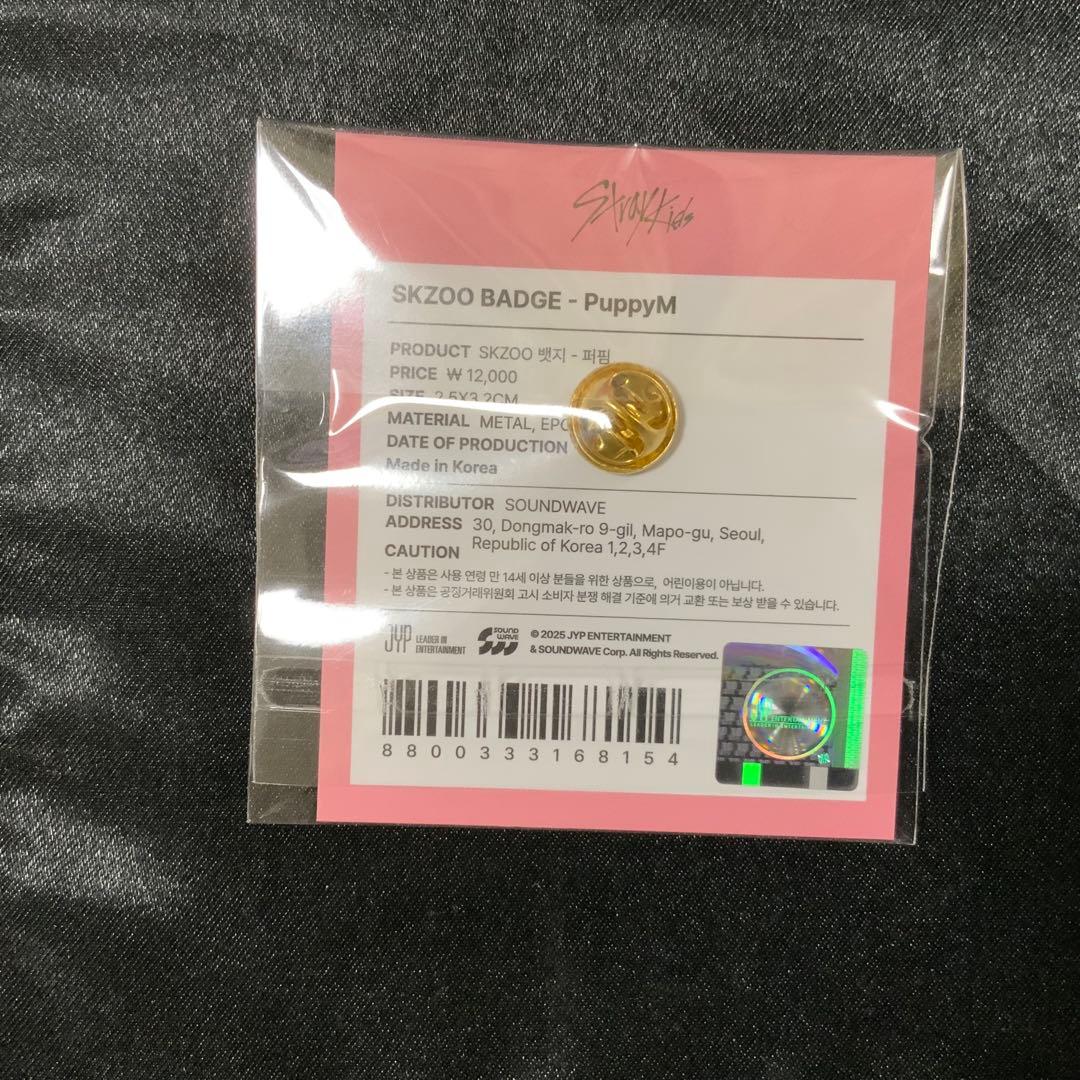 Stray Kids
SKZOO BADGE - PuppyM
PRODUCT SKZOO 뱃지 - 퍼핌
PRICE ₩ 12,000
SIZE 2.5X3.2CM
MATERIAL METAL, EPO
DATE OF PRODUCTION
Made in Korea
DISTRIBUTOR SOUNDWAVE
ADDRESS 30, Dongmak-ro 9-gil, Mapo-gu, Seoul,
Republic of Korea 1,2,3,4F
CAUTION
- 본 상품은 사용 연령 만 14세 이상 분들을 위한 상품으로, 어린이용이 아닙니다.
- 본 상품은 공정거래위원회 고시 소비자 분쟁 해결 기준에 의거 교환 또는 보상 받을 수 있습니다.
JYP LEADER IN
ENTERTAINMENT
SOUND
WAVE
© 2025 JYP ENTERTAINMENT
& SOUNDWAVE Corp. All Rights Reserved.
8800333168154